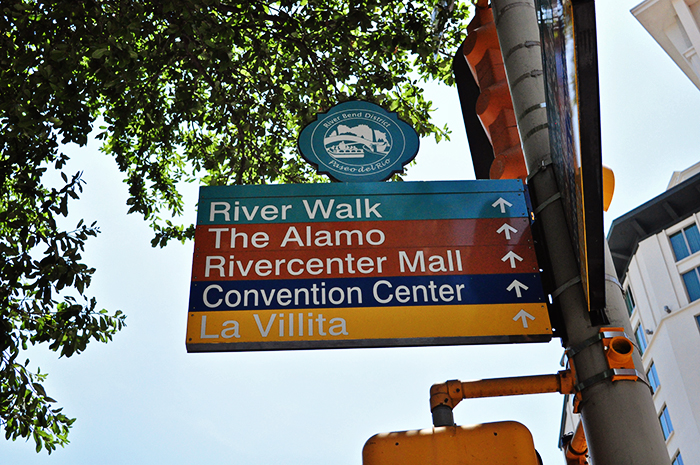 River Bend District
Paseo del Rio
River Walk ↑
The Alamo ↑
Rivercenter Mall ↑
Convention Center ↑
La Villita ↑